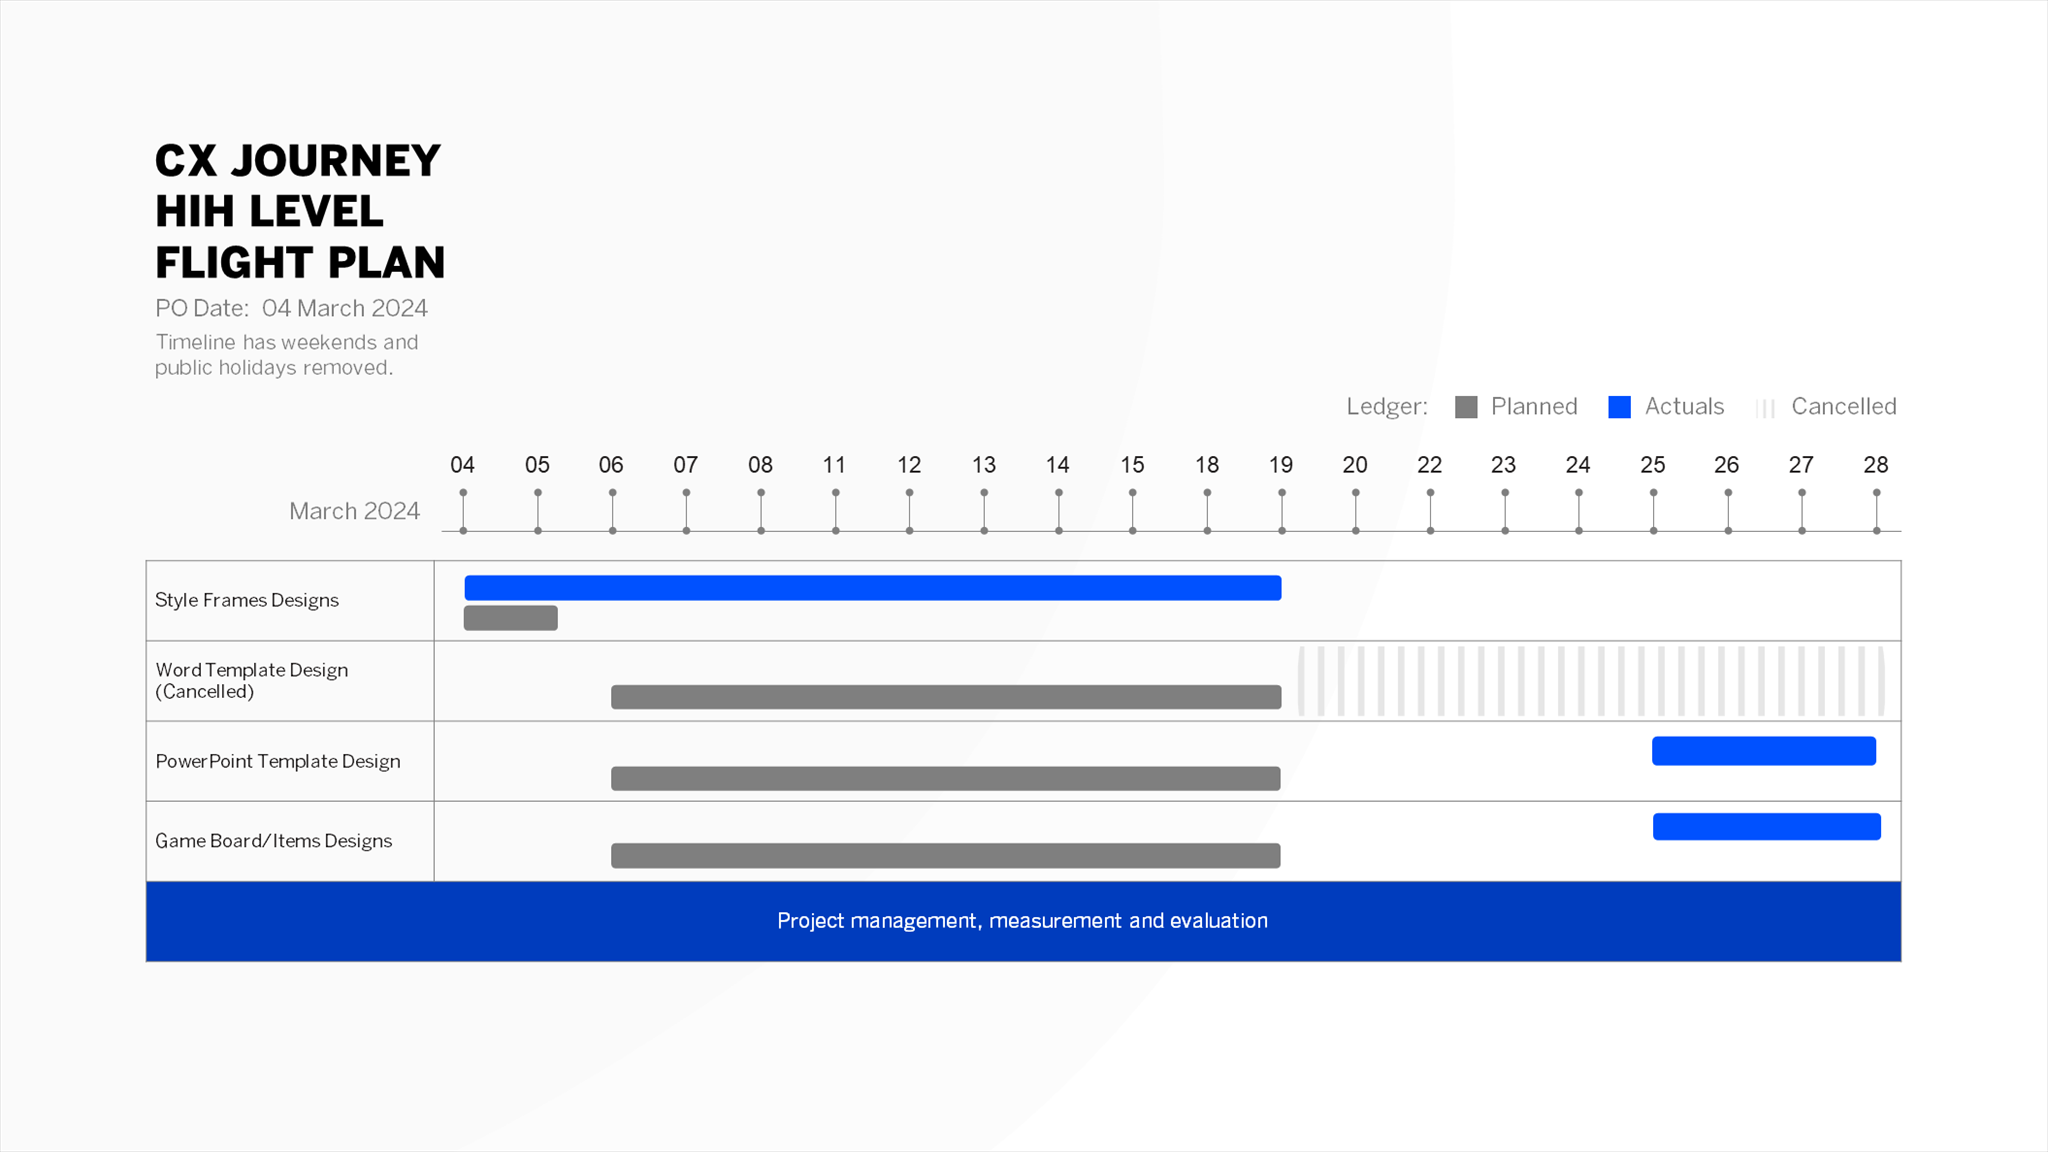 CX JOURNEY
HIH LEVEL
FLIGHT PLAN
PO Date:  04 March 2024
Timeline has weekends and
public holidays removed.
Ledger: Planned Actuals Cancelled
04 05 06 07 08 11 12 13 14 15 18 19 20 22 23 24 25 26 27 28
March 2024
Style Frames Designs
Word Template Design
(Cancelled)
PowerPoint Template Design
Game Board/Items Designs
Project management, measurement and evaluation